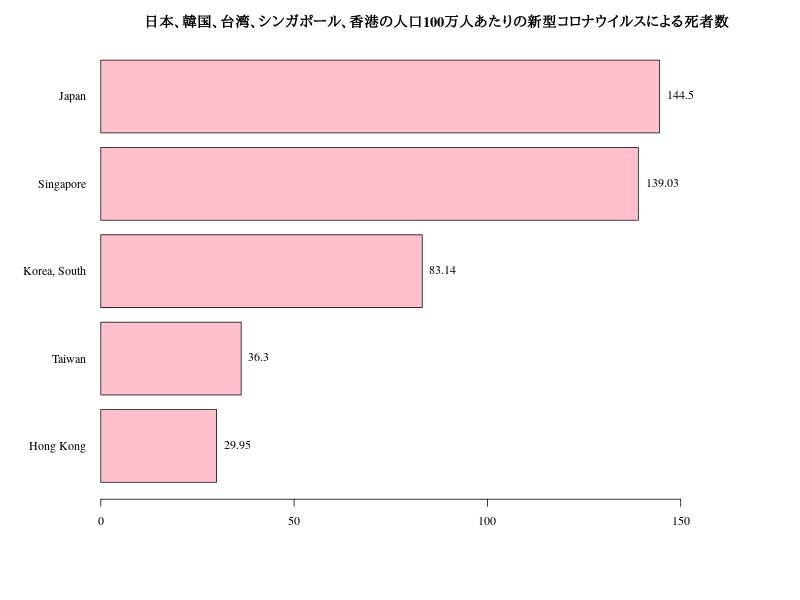 日本、韓国、台湾、シンガポール、香港の人口100万人あたりの新型コロナウイルスによる死者数
Japan 144.5
Singapore 139.03
Korea, South 83.14
Taiwan 36.3
Hong Kong 29.95
0 50 100 150